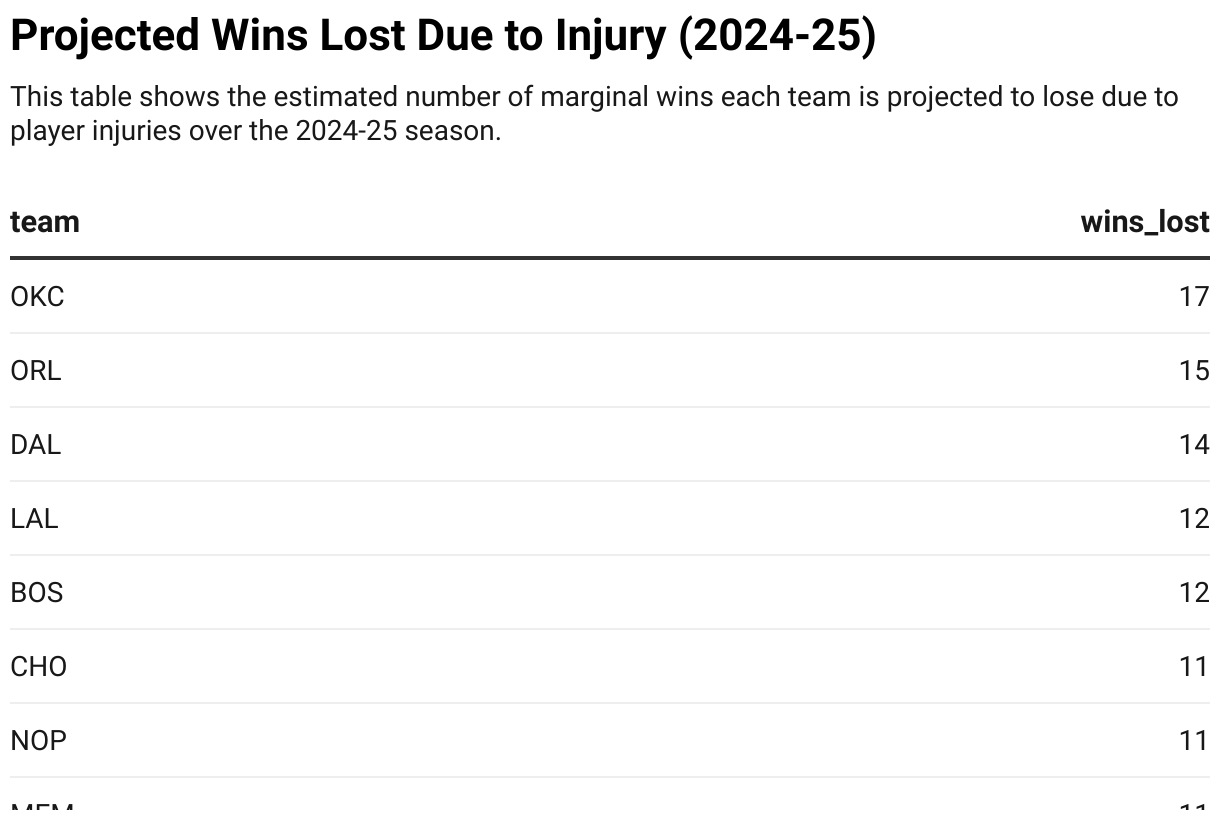 Projected Wins Lost Due to Injury (2024-25)
This table shows the estimated number of marginal wins each team is projected to lose due to
player injuries over the 2024-25 season.
team wins_lost
OKC 17
ORL 15
DAL 14
LAL 12
BOS 12
CHO 11
NOP 11